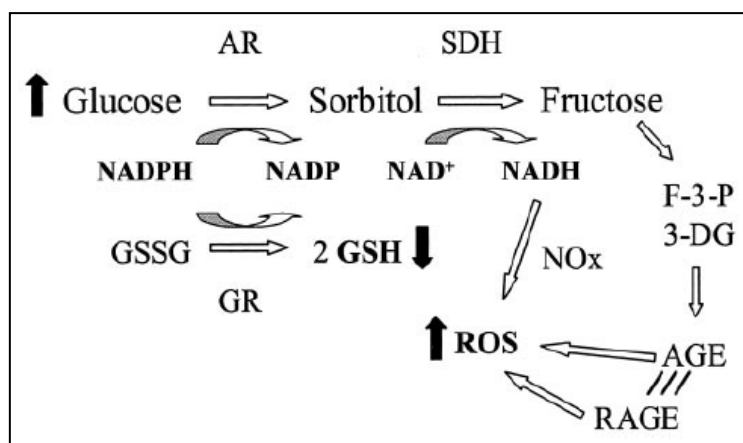 AR SDH
Glucose Sorbitol Fructose
NADPH NADP NAD⁺ NADH
F-3-P
3-DG
GSSG 2 GSH NOx
GR
ROS AGE
RAGE